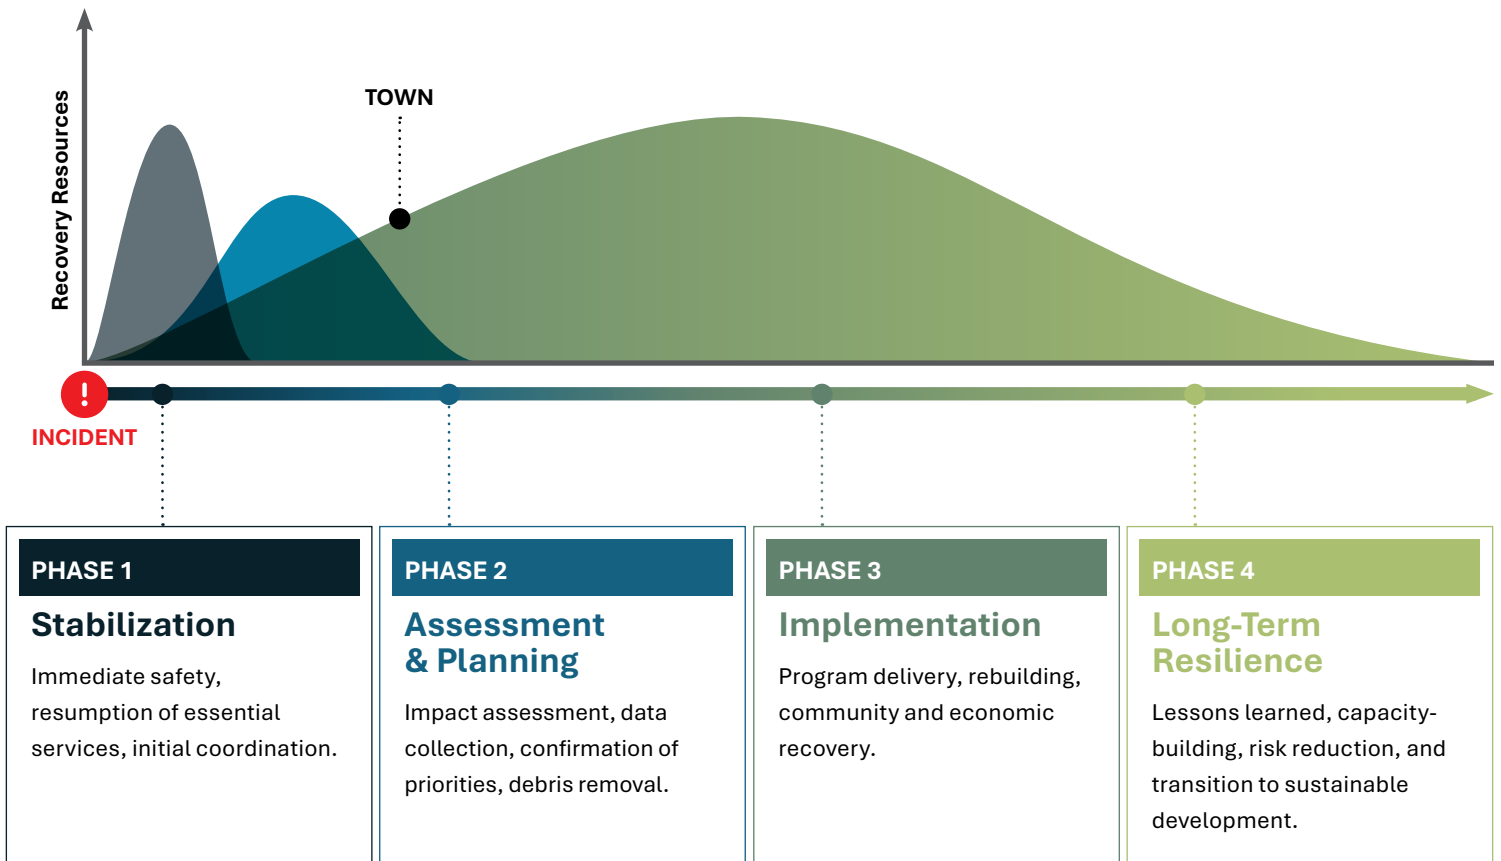 TOWN
Recovery Resources
!
INCIDENT
PHASE 1
Stabilization
Immediate safety,
resumption of essential
services, initial coordination.
PHASE 2
Assessment
& Planning
Impact assessment, data
collection, confirmation of
priorities, debris removal.
PHASE 3
Implementation
Program delivery, rebuilding,
community and economic
recovery.
PHASE 4
Long-Term
Resilience
Lessons learned, capacity-
building, risk reduction, and
transition to sustainable
development.